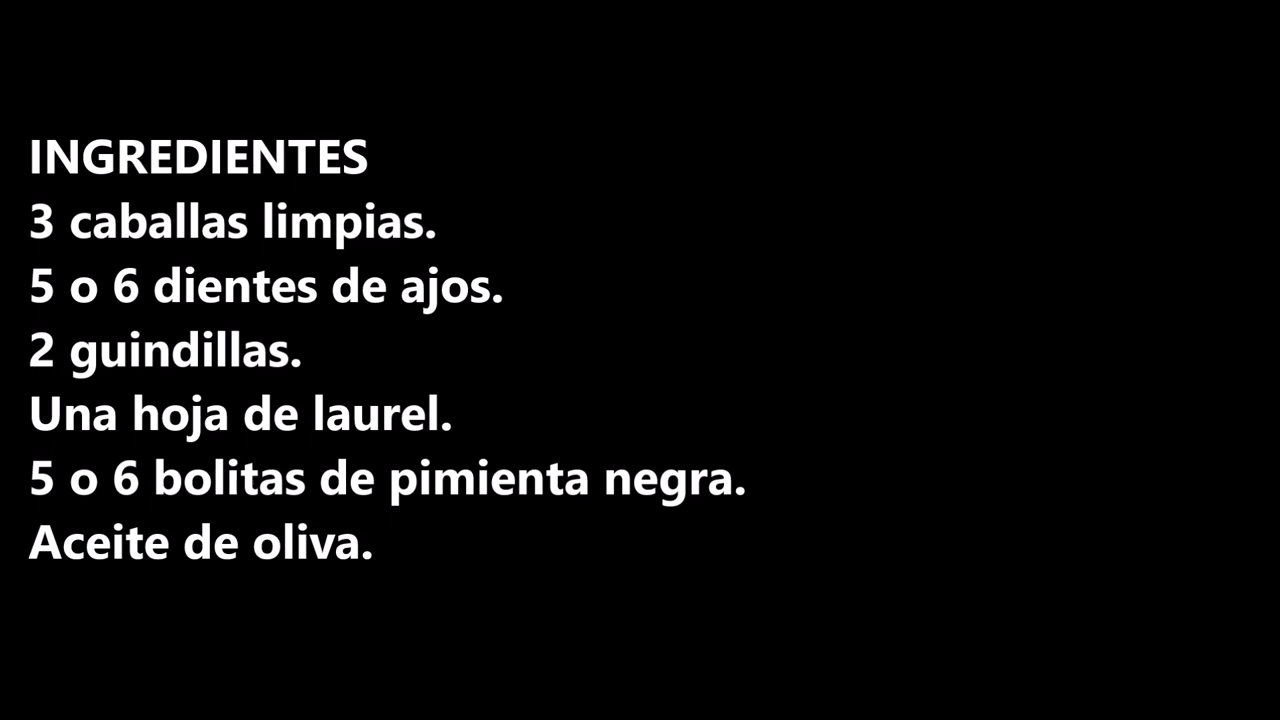 INGREDIENTES
3 caballas limpias.
5 o 6 dientes de ajos.
2 guindillas.
Una hoja de laurel.
5 o 6 bolitas de pimienta negra.
Aceite de oliva.